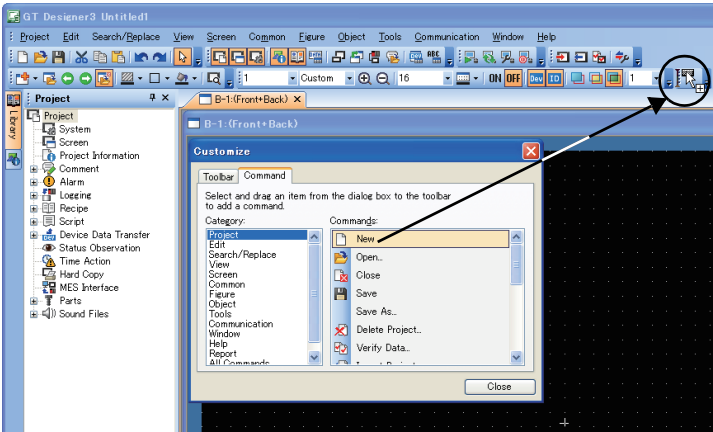 GT Designer3 Untitled1
Project Edit Search/Replace View Screen Common Figure Object Tools Communication Window Help
1 Custom 16 ON OFF Dev ID 1
Project
B-1:(Front+Back)
Library
Project
System
Screen
Project Information
Comment
Alarm
Logging
Recipe
Script
Device Data Transfer
Status Observation
Time Action
Hard Copy
MES Interface
Parts
Sound Files
B-1:(Front+Back)
Customize
Toolbar Command
Select and drag an item from the dialog box to the toolbar
to add a command.
Category: Commands:
Project
Edit
Search/Replace
View
Screen
Common
Figure
Object
Tools
Communication
Window
Help
Report
All Commands
New
Open...
Close
Save
Save As...
Delete Project...
Verify Data...
Close